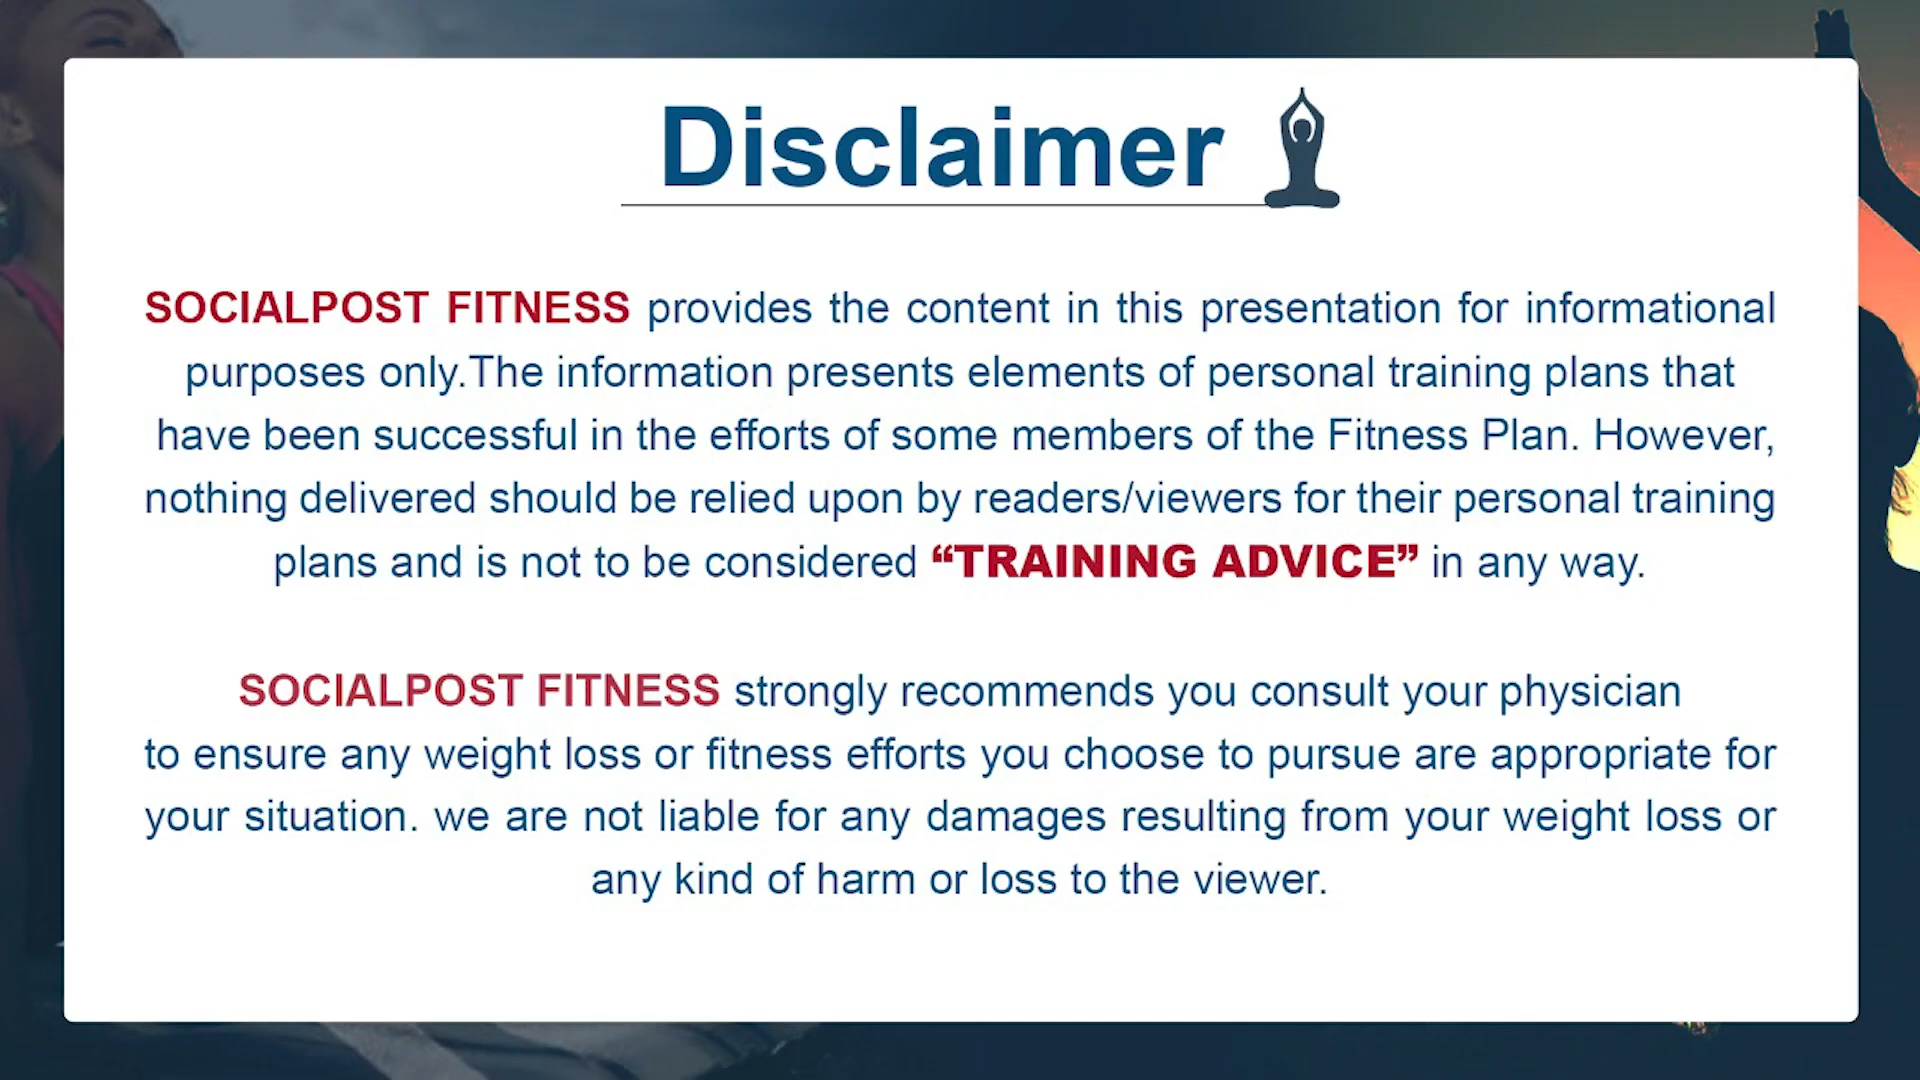 Disclaimer
SOCIALPOST FITNESS provides the content in this presentation for informational
purposes only.The information presents elements of personal training plans that
have been successful in the efforts of some members of the Fitness Plan. However,
nothing delivered should be relied upon by readers/viewers for their personal training
plans and is not to be considered “TRAINING ADVICE” in any way.
SOCIALPOST FITNESS strongly recommends you consult your physician
to ensure any weight loss or fitness efforts you choose to pursue are appropriate for
your situation. we are not liable for any damages resulting from your weight loss or
any kind of harm or loss to the viewer.